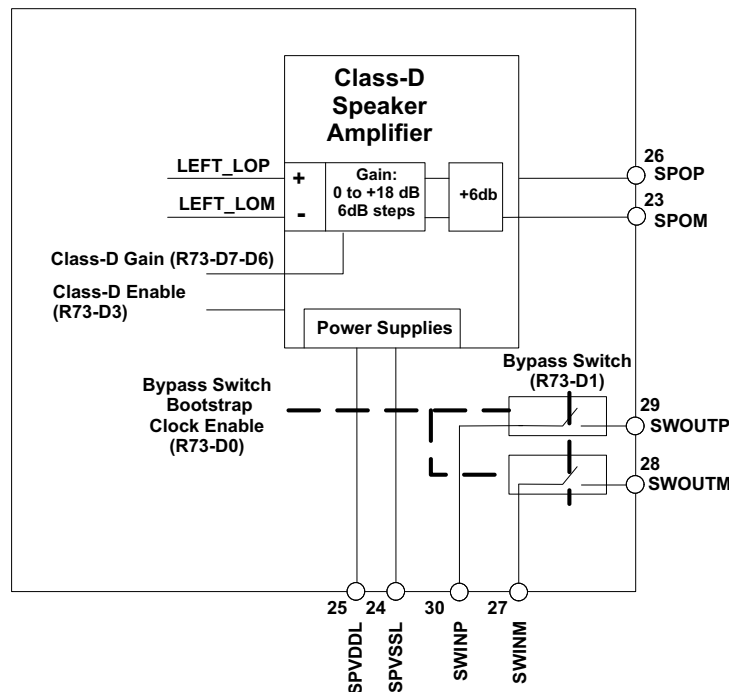 Class-D
Speaker
Amplifier
LEFT_LOP
LEFT_LOM
+
-
Gain:
0 to +18 dB
6dB steps
+6db
26
SPOP
23
SPOM
Class-D Gain (R73-D7-D6)
Class-D Enable
(R73-D3)
Power Supplies
Bypass Switch
(R73-D1)
Bypass Switch
Bootstrap
Clock Enable
(R73-D0)
29
SWOUTP
28
SWOUTM
25
24
30
27
SPVDDL
SPVSSL
SWINP
SWINM